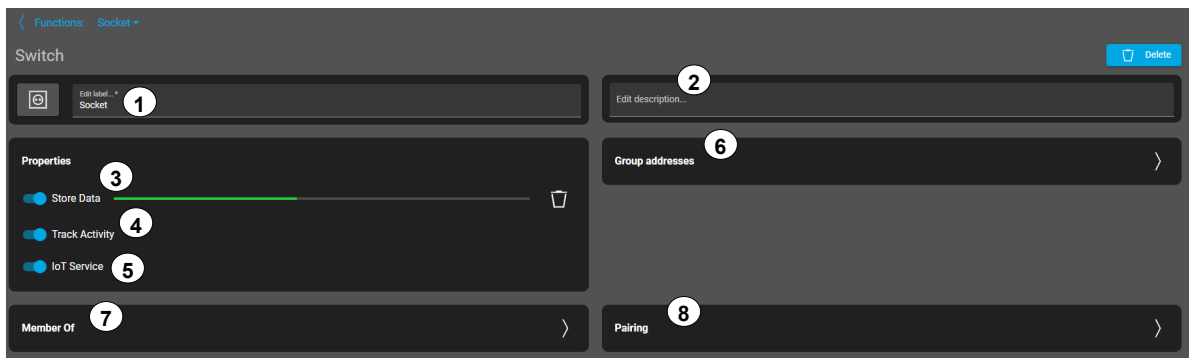 Functions: Socket
Switch
Delete
Edit label... *
Socket
1
Edit description...
2
Properties
3
Store Data
4
Track Activity
IoT Service
5
Group addresses
6
Member Of
7
Pairing
8